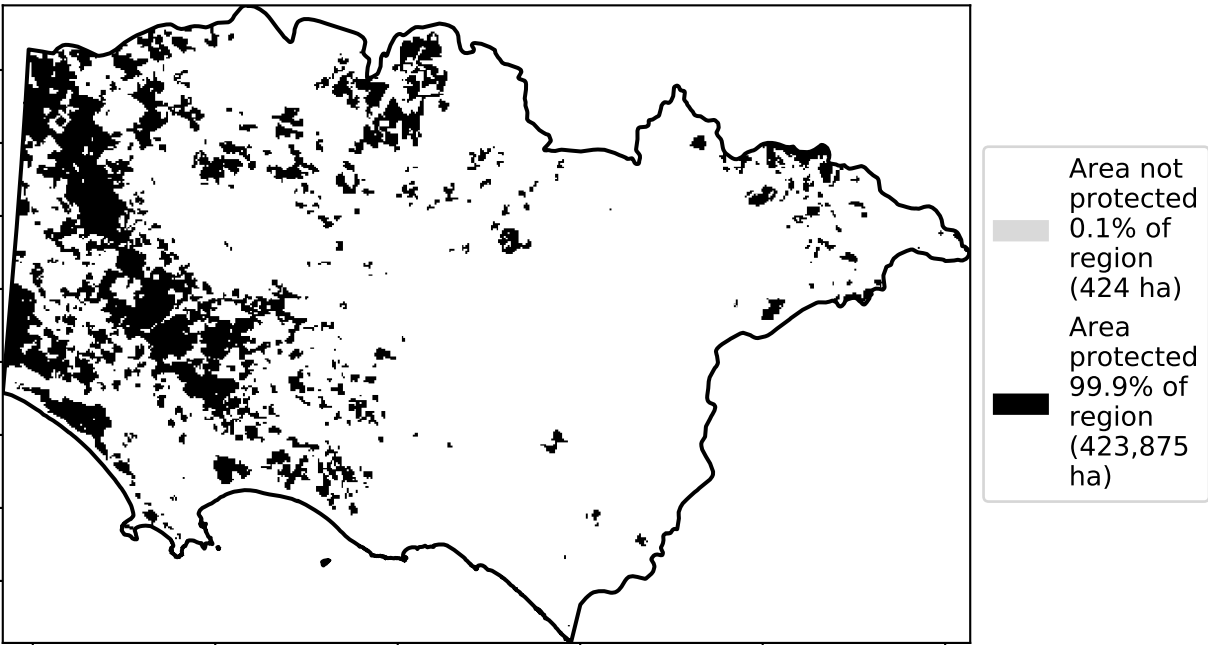 Area not
protected
0.1% of
region
(424 ha)
Area
protected
99.9% of
region
(423,875
ha)